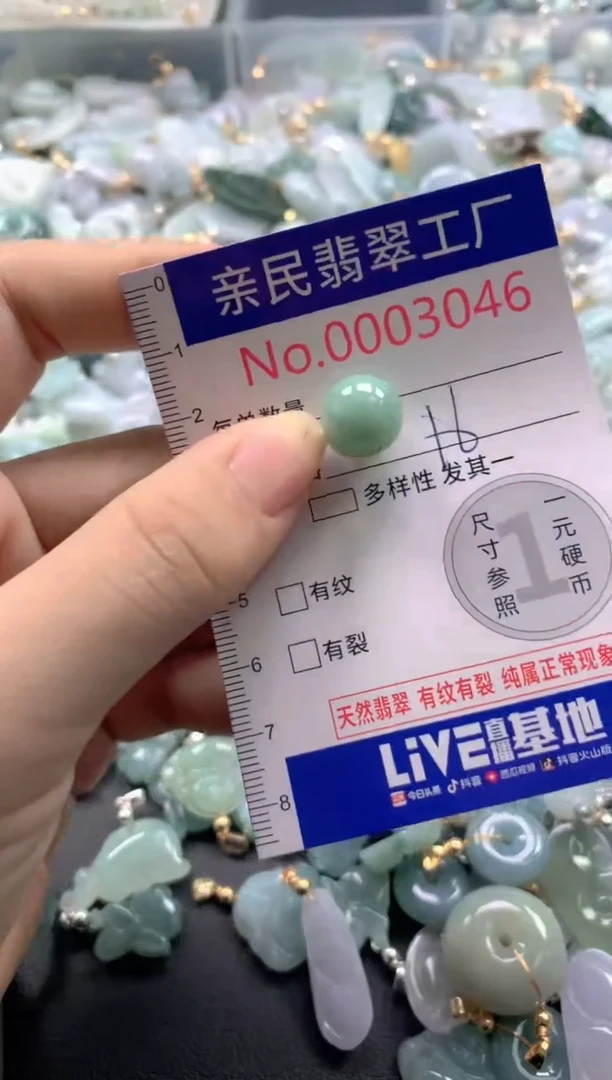 亲民翡翠工厂
No.0003046
0
1
2
5
6
7
8
多样性 发其一
有纹
有裂
尺寸参照
1
一元硬币
天然翡翠 有纹有裂 纯属正常现象
LiVE直播基地
今日头条 抖音 西瓜视频 抖音火山版